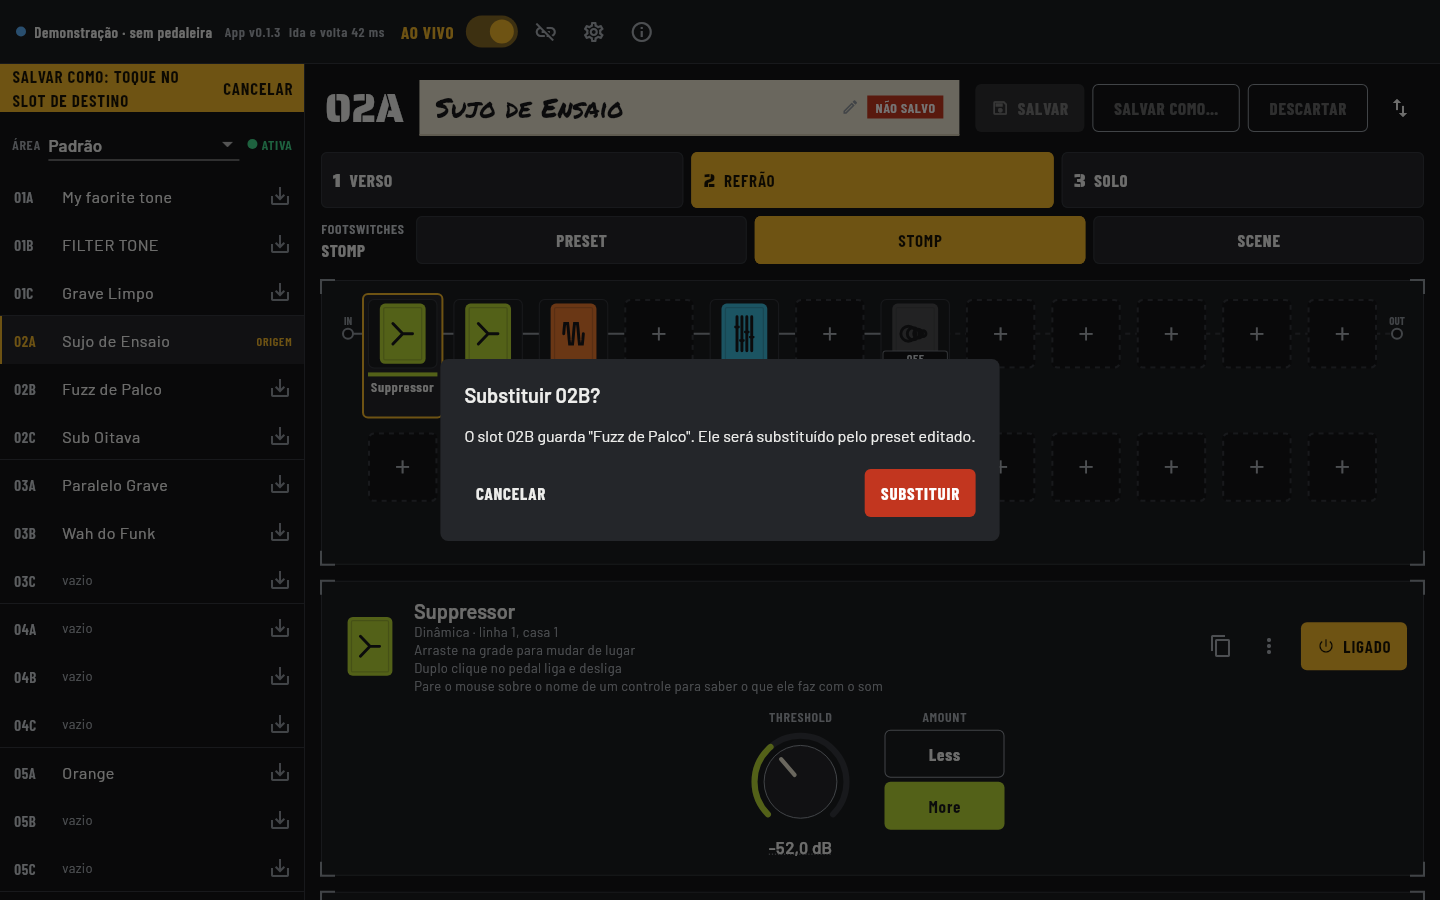 Demonstração · sem pedaleira App v0.1.3 Ida e volta 42 ms AO VIVO
SALVAR COMO: TOQUE NO
SLOT DE DESTINO
CANCELAR
ÁREA Padrão ATIVA
01A My faorite tone
01B FILTER TONE
01C Grave Limpo
02A Sujo de Ensaio ORIGEM
02B Fuzz de Palco
02C Sub Oitava
03A Paralelo Grave
03B Wah do Funk
03C vazio
04A vazio
04B vazio
04C vazio
05A Orange
05B vazio
05C vazio
02A Sujo de Ensaio NÃO SALVO SALVAR SALVAR COMO... DESCARTAR
1 VERSO 2 REFRÃO 3 SOLO
FOOTSWITCHES
STOMP
PRESET STOMP SCENE
IN OUT
Suppressor
Substituir 02B?
O slot 02B guarda "Fuzz de Palco". Ele será substituído pelo preset editado.
CANCELAR SUBSTITUIR
Suppressor
Dinâmica · linha 1, casa 1
Arraste na grade para mudar de lugar
Duplo clique no pedal liga e desliga
Pare o mouse sobre o nome de um controle para saber o que ele faz com o som
LIGADO
THRESHOLD AMOUNT
Less
More
-52,0 dB